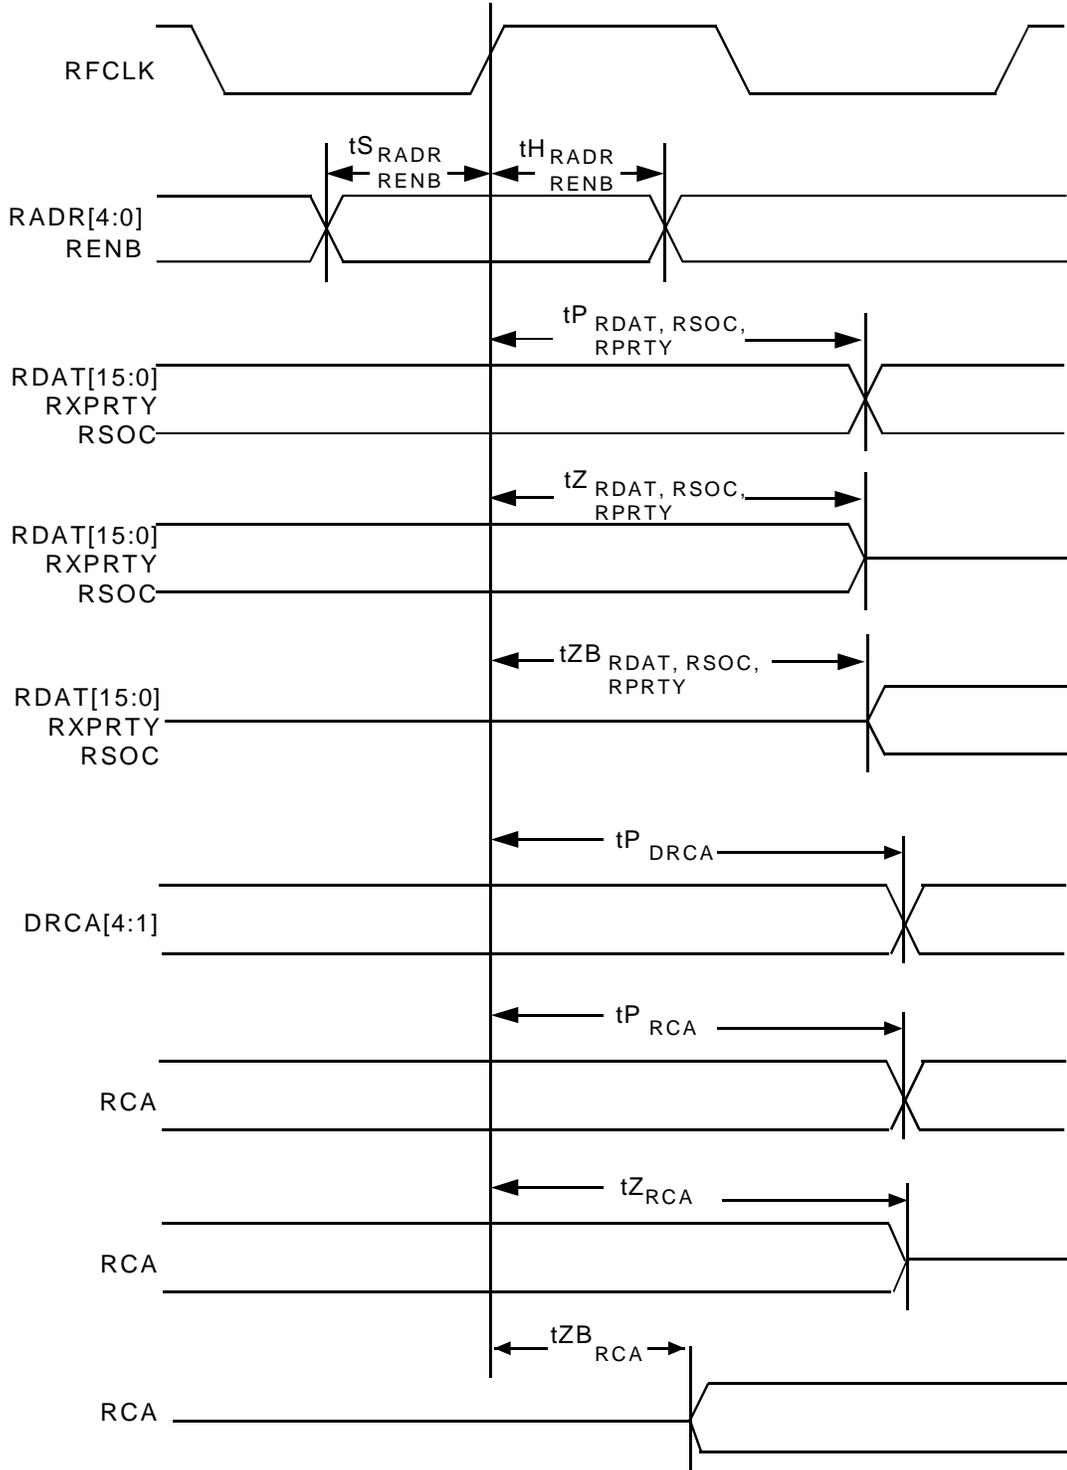 RFCLK
tS RADR tH RADR
RENB RENB
RADR[4:0]
RENB
tP RDAT, RSOC,
RPRTY
RDAT[15:0]
RXPRTY
RSOC
tZ RDAT, RSOC,
RPRTY
RDAT[15:0]
RXPRTY
RSOC
tZB RDAT, RSOC,
RPRTY
RDAT[15:0]
RXPRTY
RSOC
tP DRCA
DRCA[4:1]
tP RCA
RCA
tZ RCA
RCA
tZB RCA
RCA